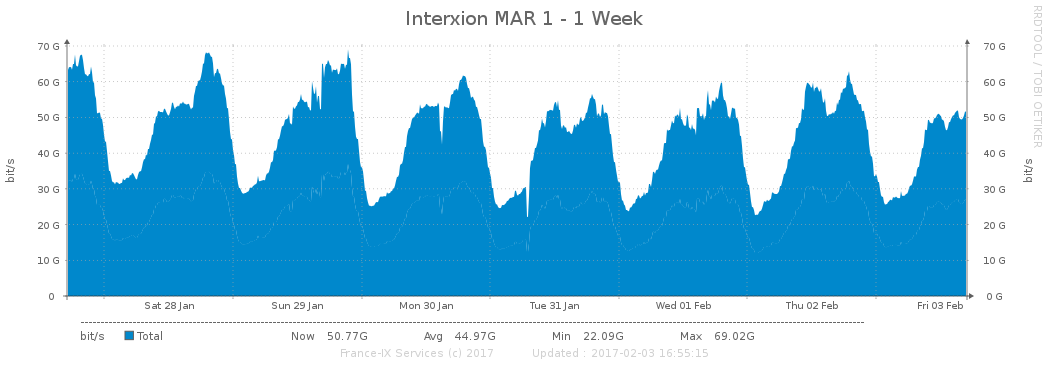 Interxion MAR 1 - 1 Week
RRDTOOL / TOBI OETIKER
bit/s
70 G
60 G
50 G
40 G
30 G
20 G
10 G
0
70 G
60 G
50 G
40 G
30 G
20 G
10 G
0 G
bit/s
Sat 28 Jan Sun 29 Jan Mon 30 Jan Tue 31 Jan Wed 01 Feb Thu 02 Feb Fri 03 Feb
bit/s Total Now 50.77G Avg 44.97G Min 22.09G Max 69.02G
France-IX Services (c) 2017 Updated : 2017-02-03 16:55:15